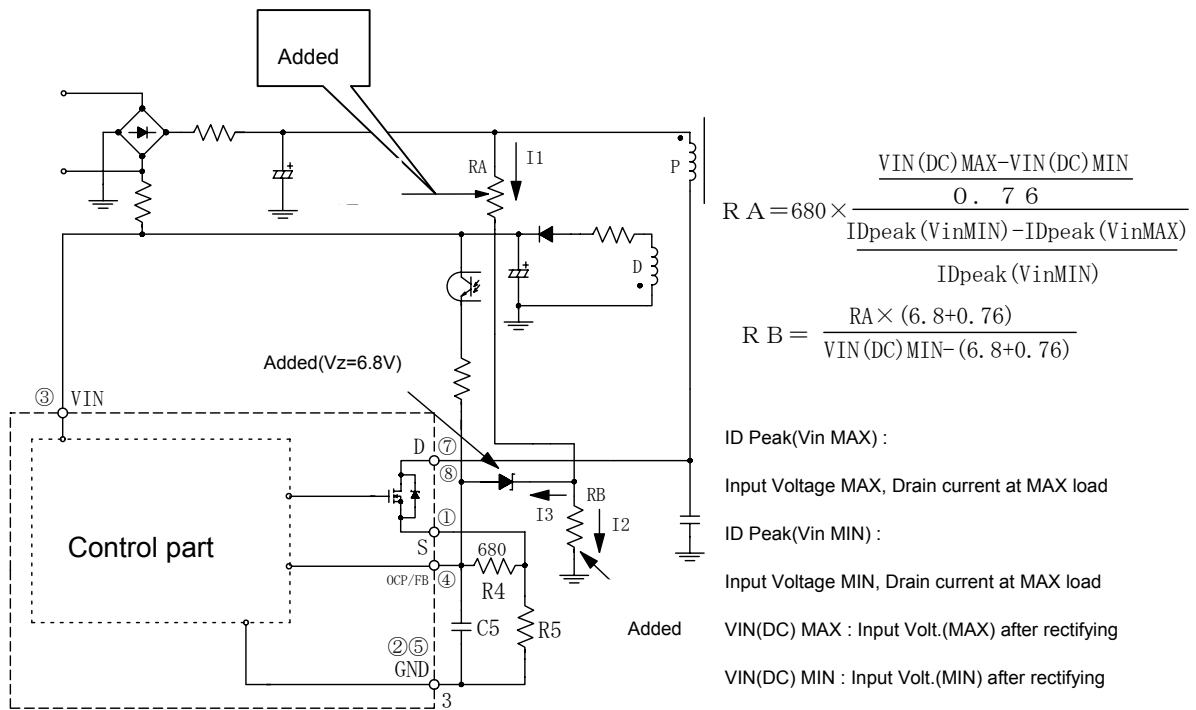 Added
RA
I1
P
VIN(DC)MAX-VIN(DC)MIN
0. 7 6
R A=680×
IDpeak(VinMIN)-IDpeak(VinMAX)
IDpeak(VinMIN)
D
R B= RA×(6.8+0.76)
VIN(DC)MIN-(6.8+0.76)
Added(Vz=6.8V)
③ VIN
D ⑦
⑧
I3
RB
I2
①
S
Control part
680
OCP/FB ④
R4
C5
R5
②⑤
GND
3
Added
ID Peak(Vin MAX) :
Input Voltage MAX, Drain current at MAX load
ID Peak(Vin MIN) :
Input Voltage MIN, Drain current at MAX load
VIN(DC) MAX : Input Volt.(MAX) after rectifying
VIN(DC) MIN : Input Volt.(MIN) after rectifying